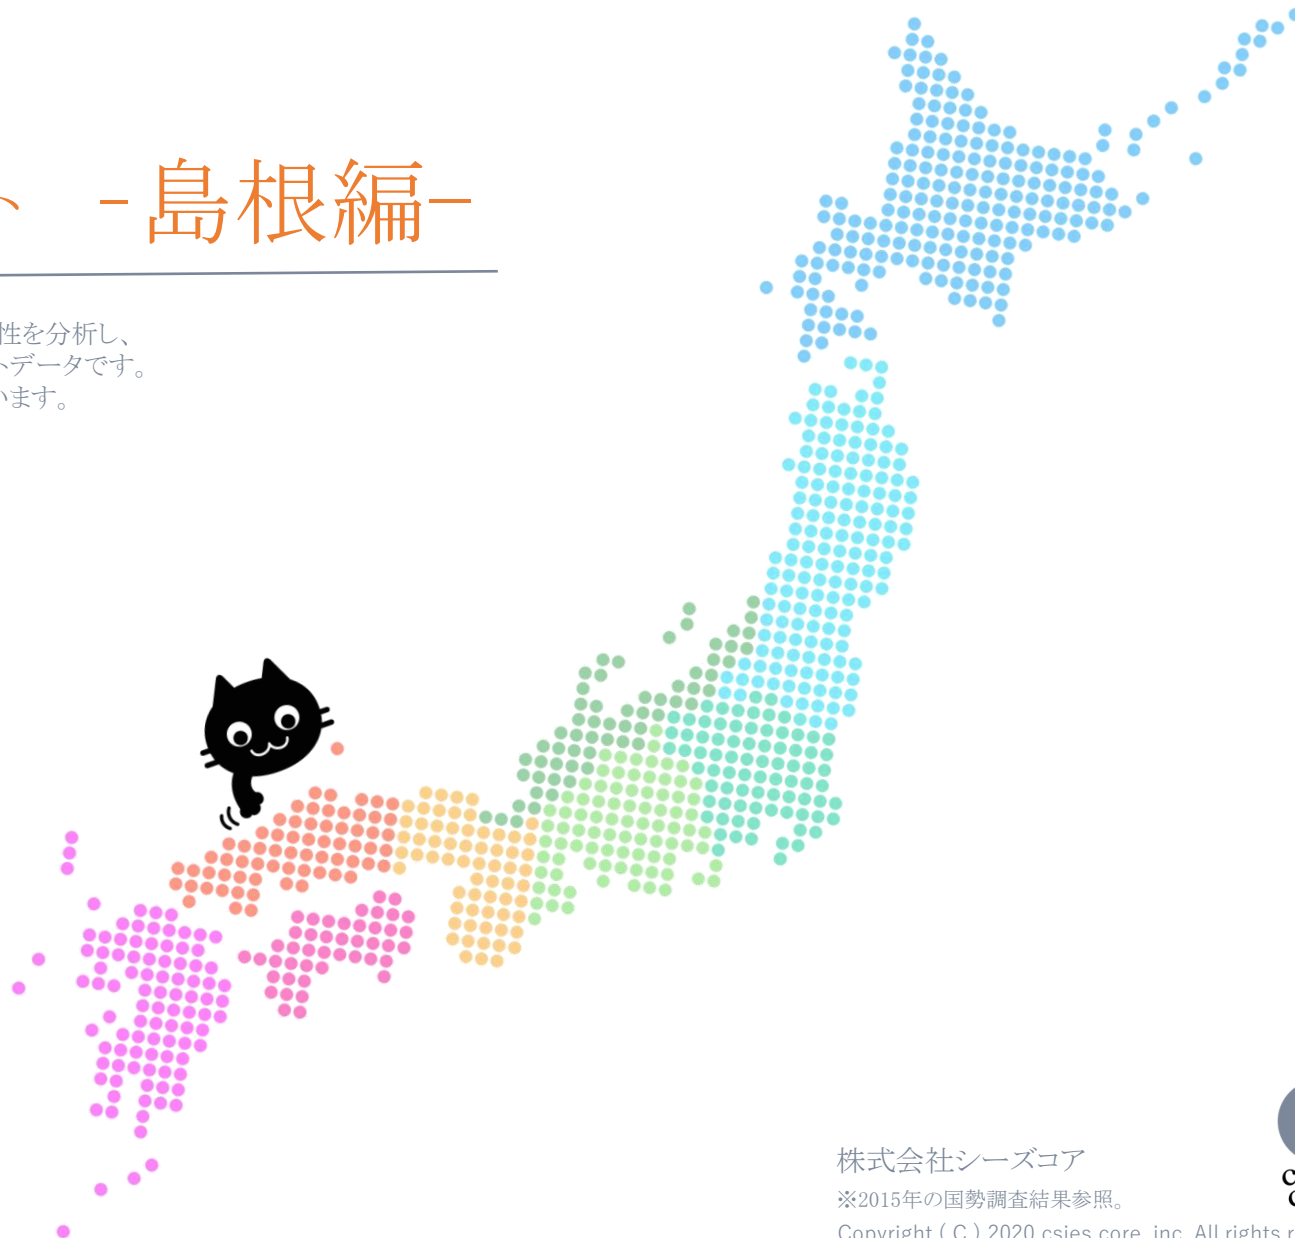 ト -島根編-
性を分析し、
トデータです。
います。
株式会社シーズコア
※2015年の国勢調査結果参照。
Copyright ( C ) 2020 csies core, inc. All rights r